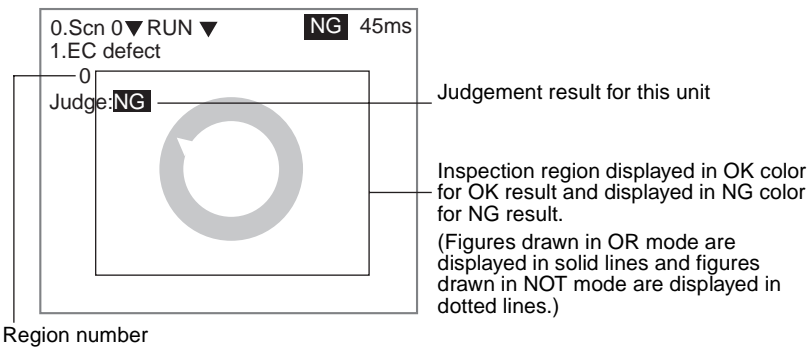 0.Scn 0▼RUN ▼ NG 45ms
1.EC defect
0
Judge:NG
Judgement result for this unit
Inspection region displayed in OK color
for OK result and displayed in NG color
for NG result.
(Figures drawn in OR mode are
displayed in solid lines and figures
drawn in NOT mode are displayed in
dotted lines.)
Region number